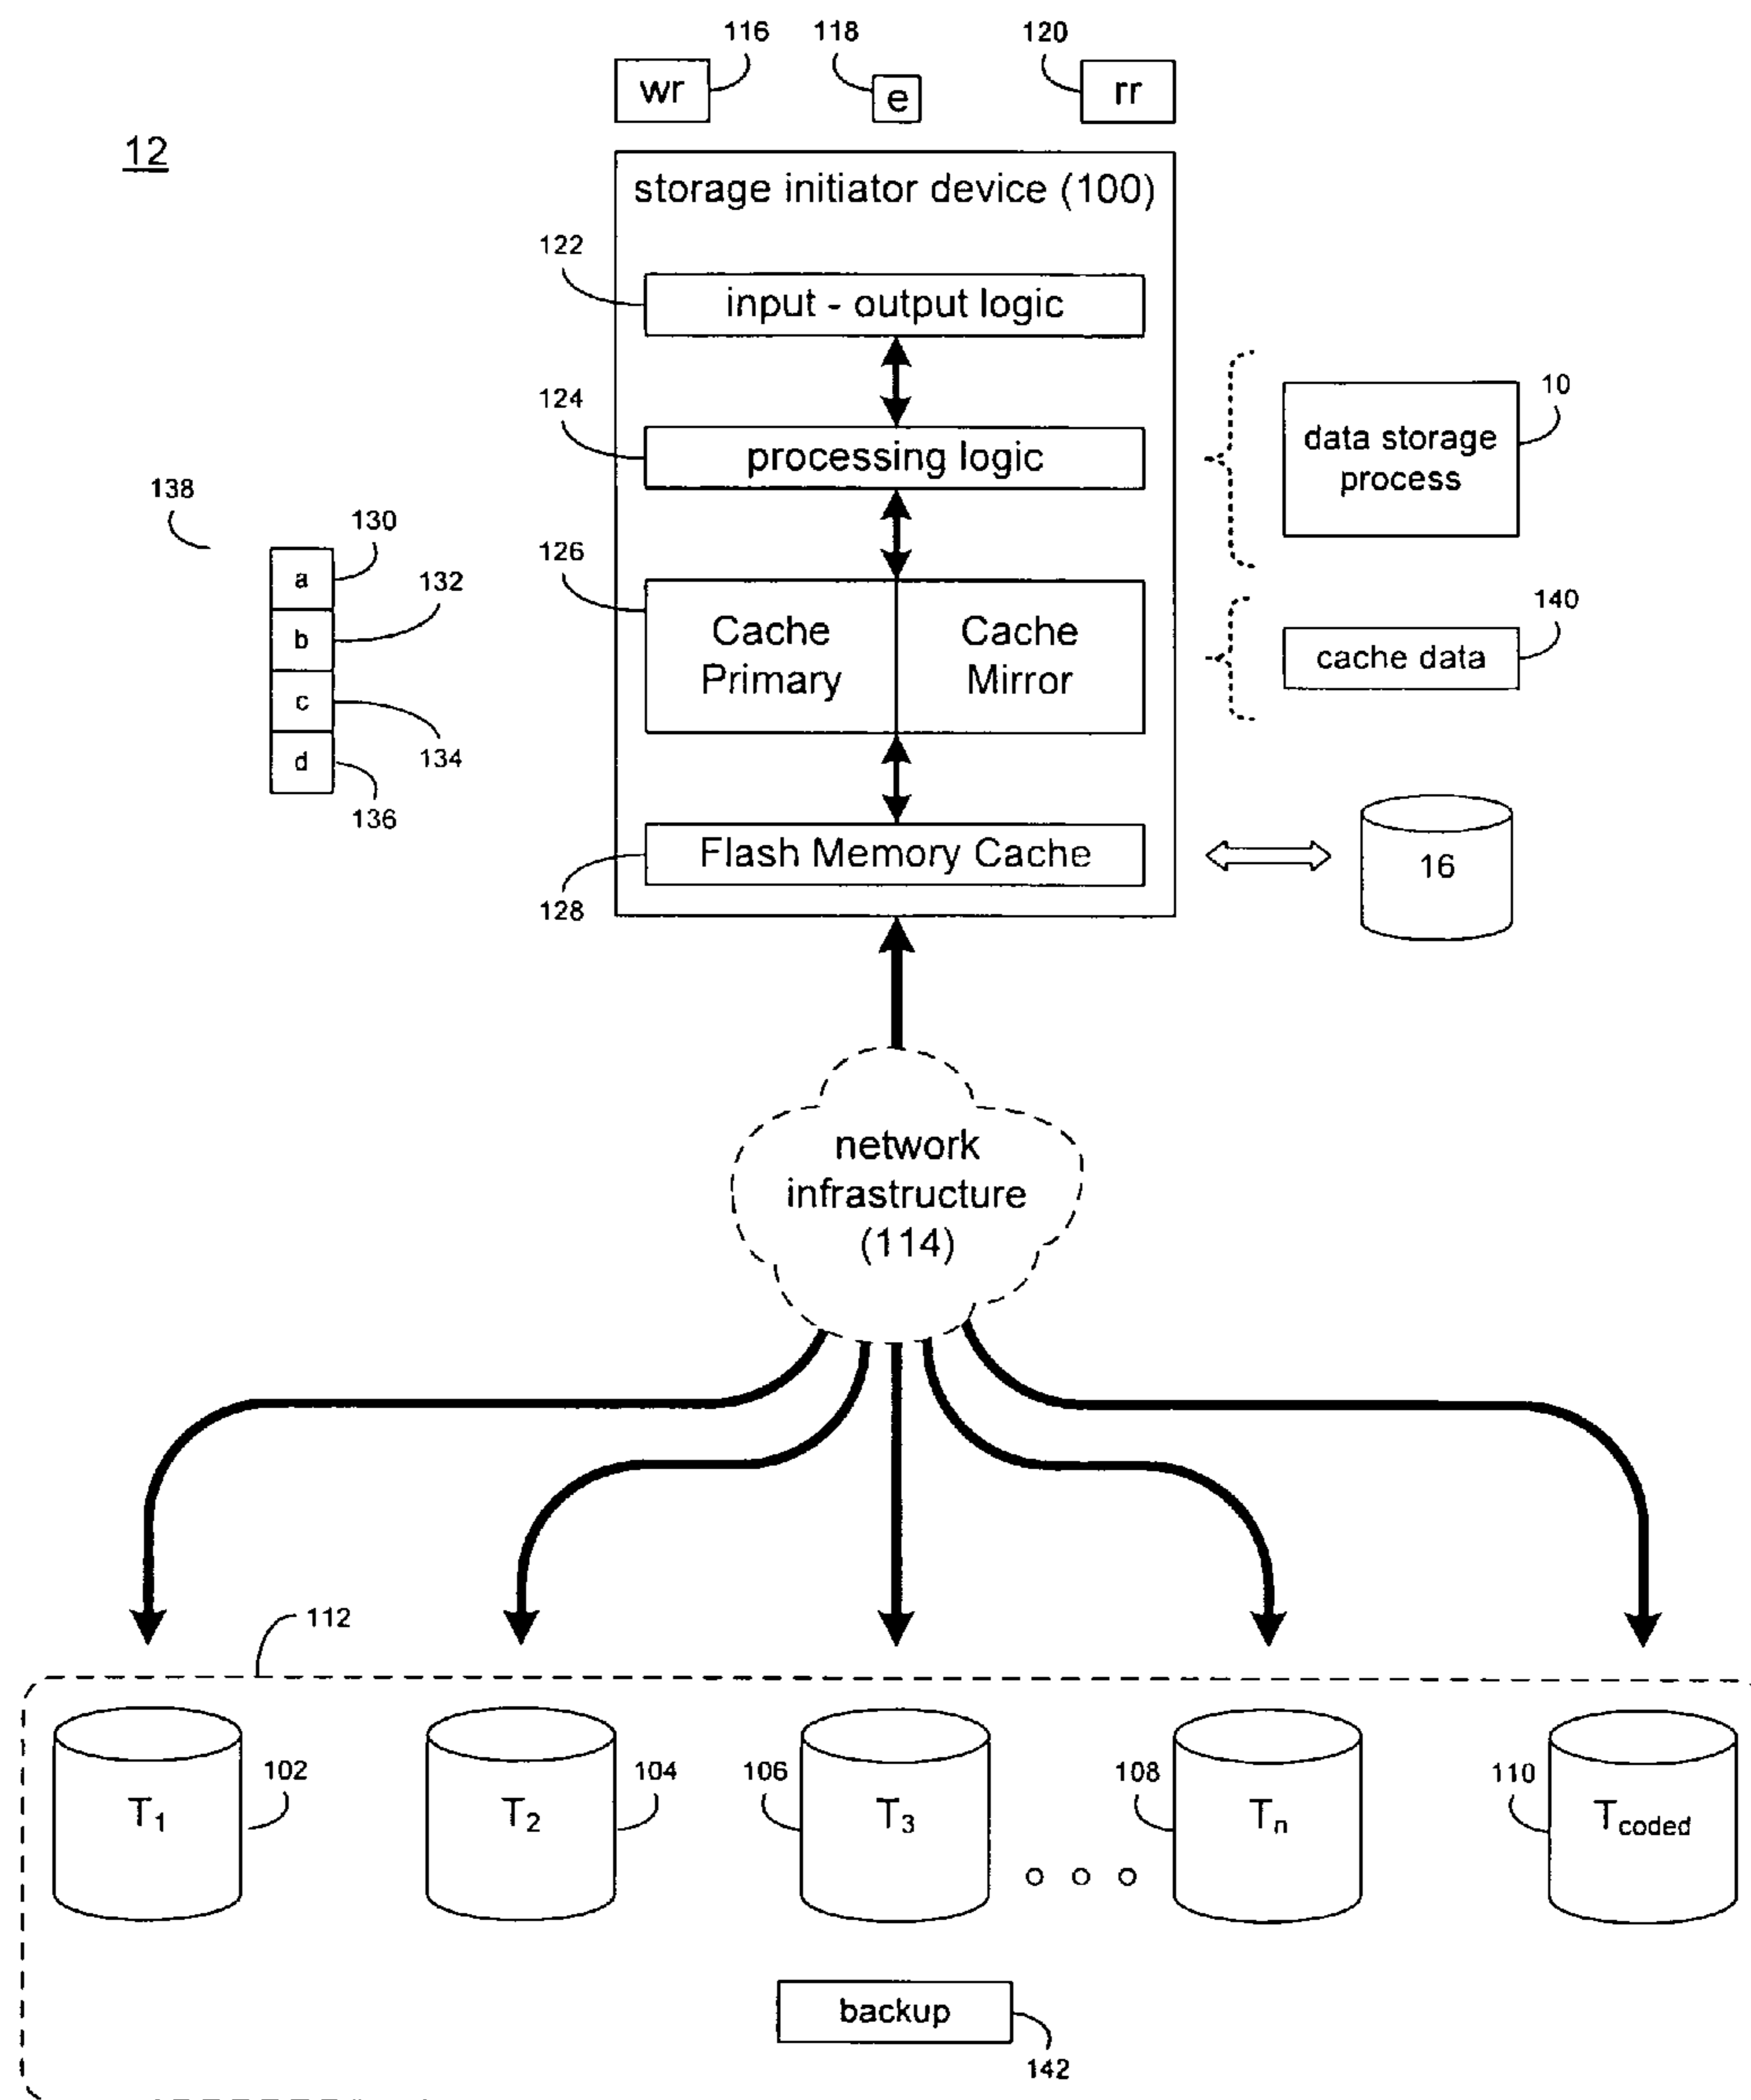 116
118
120
wr
e
rr
12
storage initiator device (100)
122
input - output logic
124
processing logic
10
data storage
process
138
130
a
132
b
c
134
d
136
126
Cache
Primary
Cache
Mirror
140
cache data
Flash Memory Cache
128
16
network
infrastructure
(114)
112
T1
102
T2
104
106
T3
108
Tn
110
Tcoded
backup
142